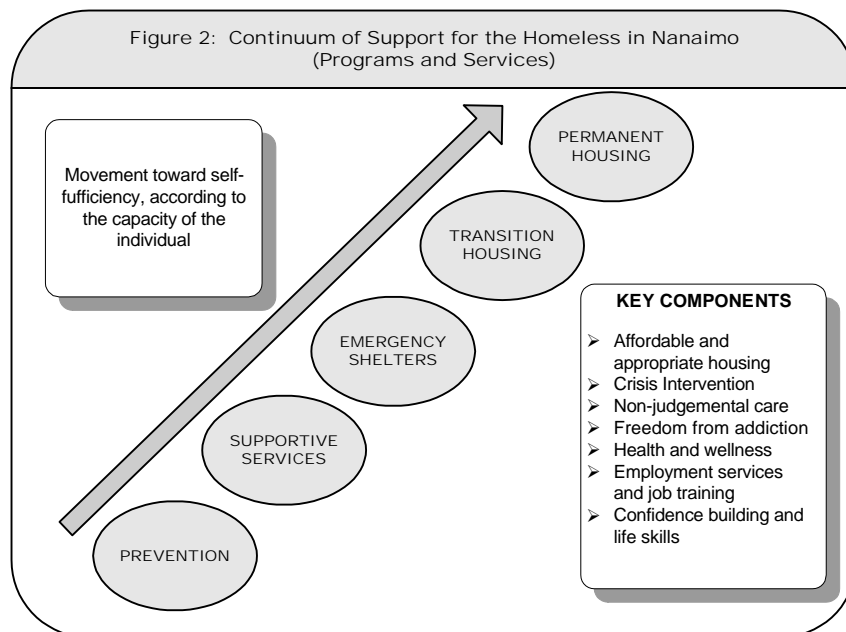 Figure 2: Continuum of Support for the Homeless in Nanaimo
(Programs and Services)
Movement toward self-
fufficiency, according to
the capacity of the
individual
PERMANENT
HOUSING
TRANSITION
HOUSING
EMERGENCY
SHELTERS
SUPPORTIVE
SERVICES
PREVENTION
KEY COMPONENTS
➢ Affordable and
appropriate housing
➢ Crisis Intervention
➢ Non-judgemental care
➢ Freedom from addiction
➢ Health and wellness
➢ Employment services
and job training
➢ Confidence building and
life skills